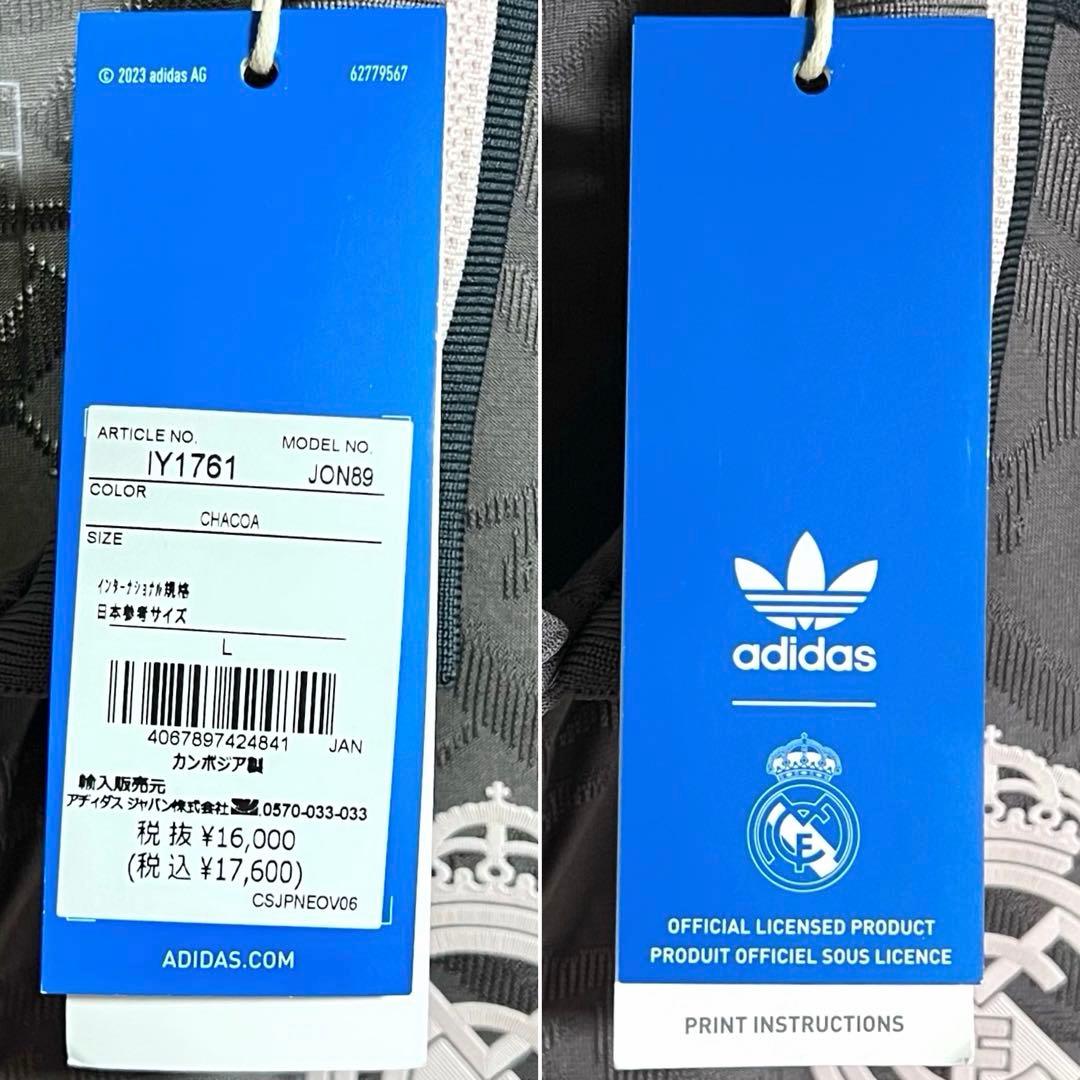 © 2023 adidas AG 62779567
ARTICLE NO. MODEL NO.
IY1761 JON89
COLOR
CHACOA
SIZE
インターナショナル規格
日本参考サイズ
L
4067897424841 JAN
カンボジア製
輸入販売元
アディダス ジャパン株式会社 .0570-033-033
税 抜 ¥16,000
(税 込 ¥17,600)
CSJPNEOV06
ADIDAS.COM
adidas
OFFICIAL LICENSED PRODUCT
PRODUIT OFFICIEL SOUS LICENCE
PRINT INSTRUCTIONS